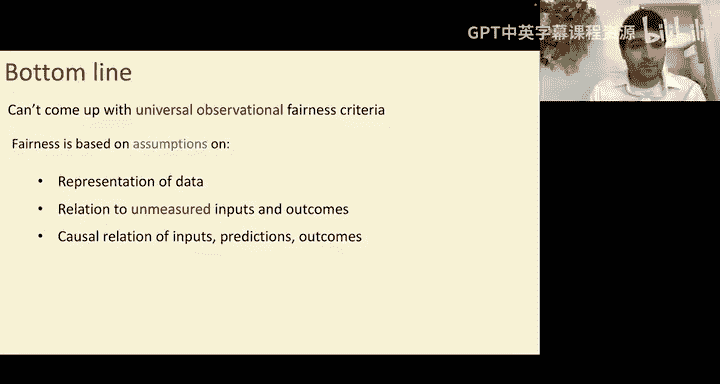 GPT中英字幕课程资源 bilibili
Bottom line
Can't come up with universal observational fairness criteria
Fairness is based on assumptions on:
• Representation of data
• Relation to unmeasured inputs and outcomes
• Causal relation of inputs, predictions, outcomes